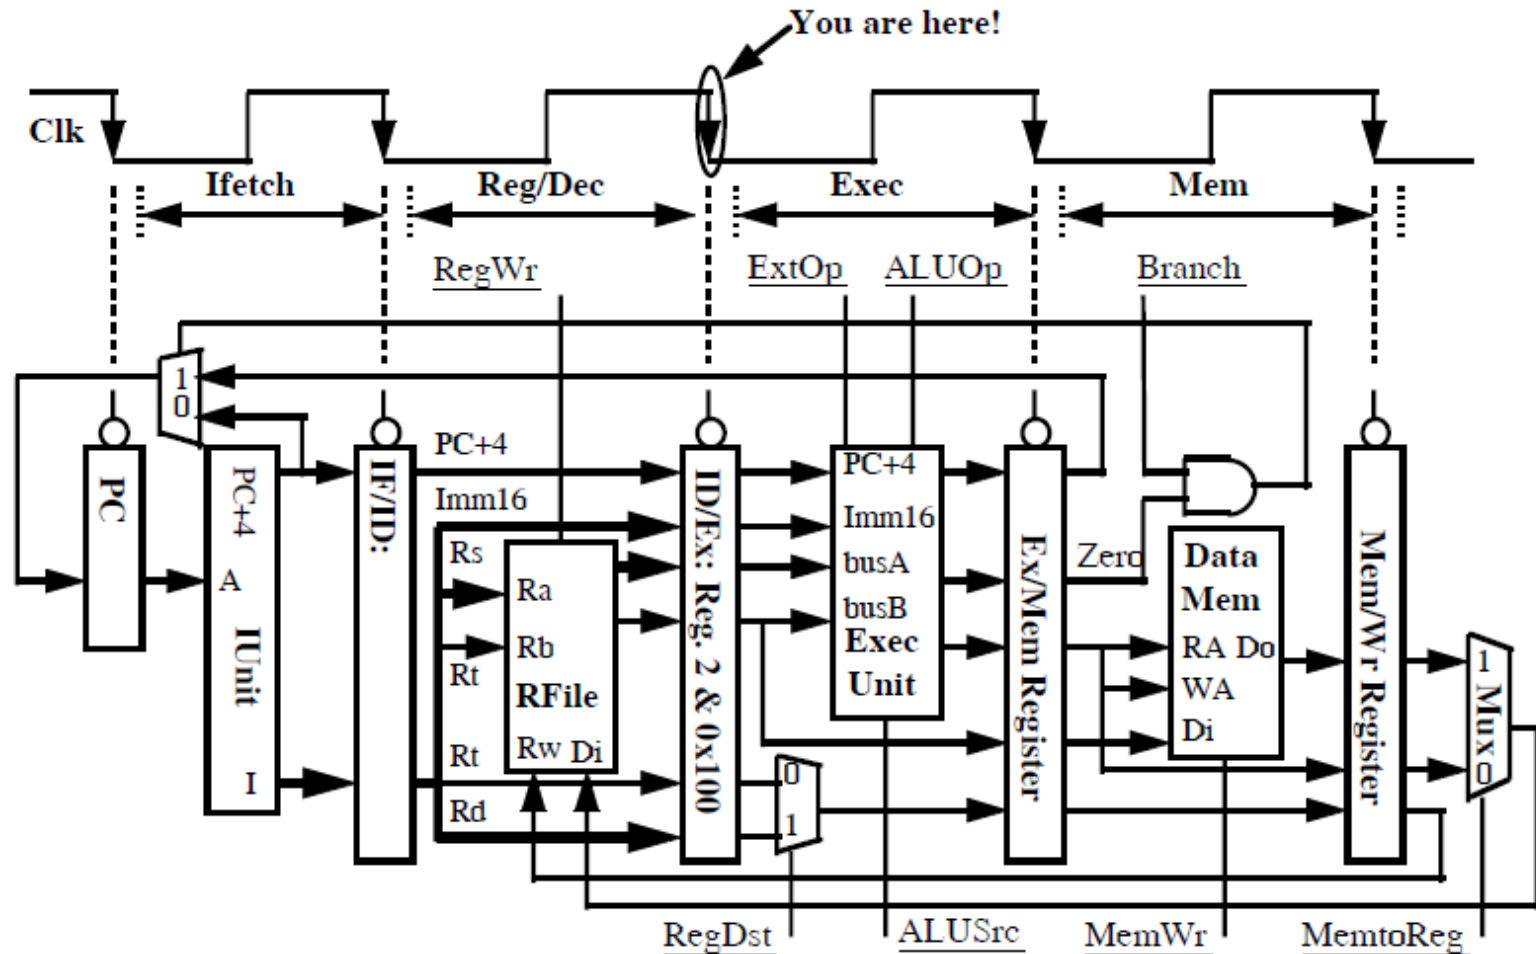 You are here!
Clk
Ifetch
Reg/Dec
Exec
Mem
RegWr
ExtOp
ALUOp
Branch
1
0
PC
PC+4
A
IUnit
I
IF/ID:
PC+4
Imm16
Rs
Ra
Rb
Rt
RFile
Rw Di
Rt
Rd
ID/Ex: Reg. 2 & 0x100
PC+4
Imm16
busA
busB
Exec
Unit
0
1
Ex/Mem Register
Zero
Data
Mem
RA Do
WA
Di
Mem/Wr Register
1
Mux
0
RegDst
ALUSrc
MemWr
MemtoReg